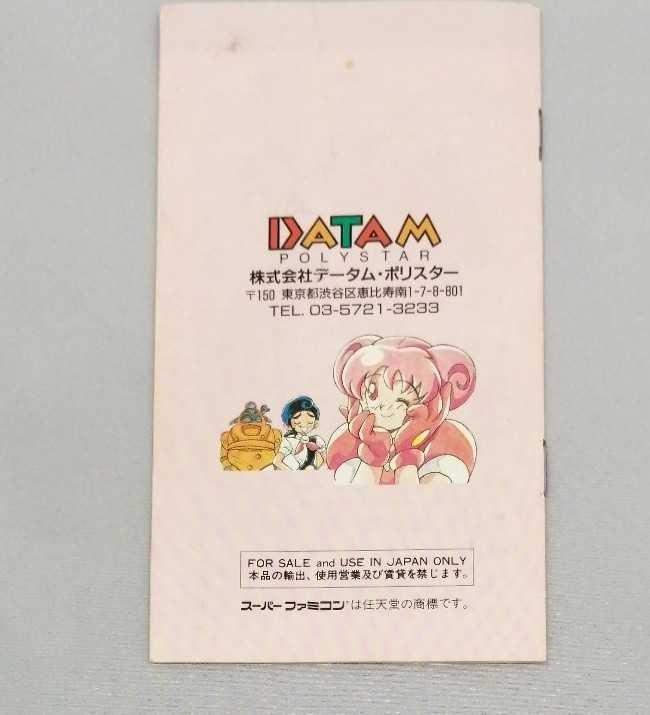 DATAM
POLYSTAR
株式会社データム・ポリスター
〒150 東京都渋谷区恵比寿南1-7-8-801
TEL. 03-5721-3233
FOR SALE and USE IN JAPAN ONLY
本品の輸出、使用営業及び賃貸を禁じます。
スーパーファミコン®は任天堂の商標です。